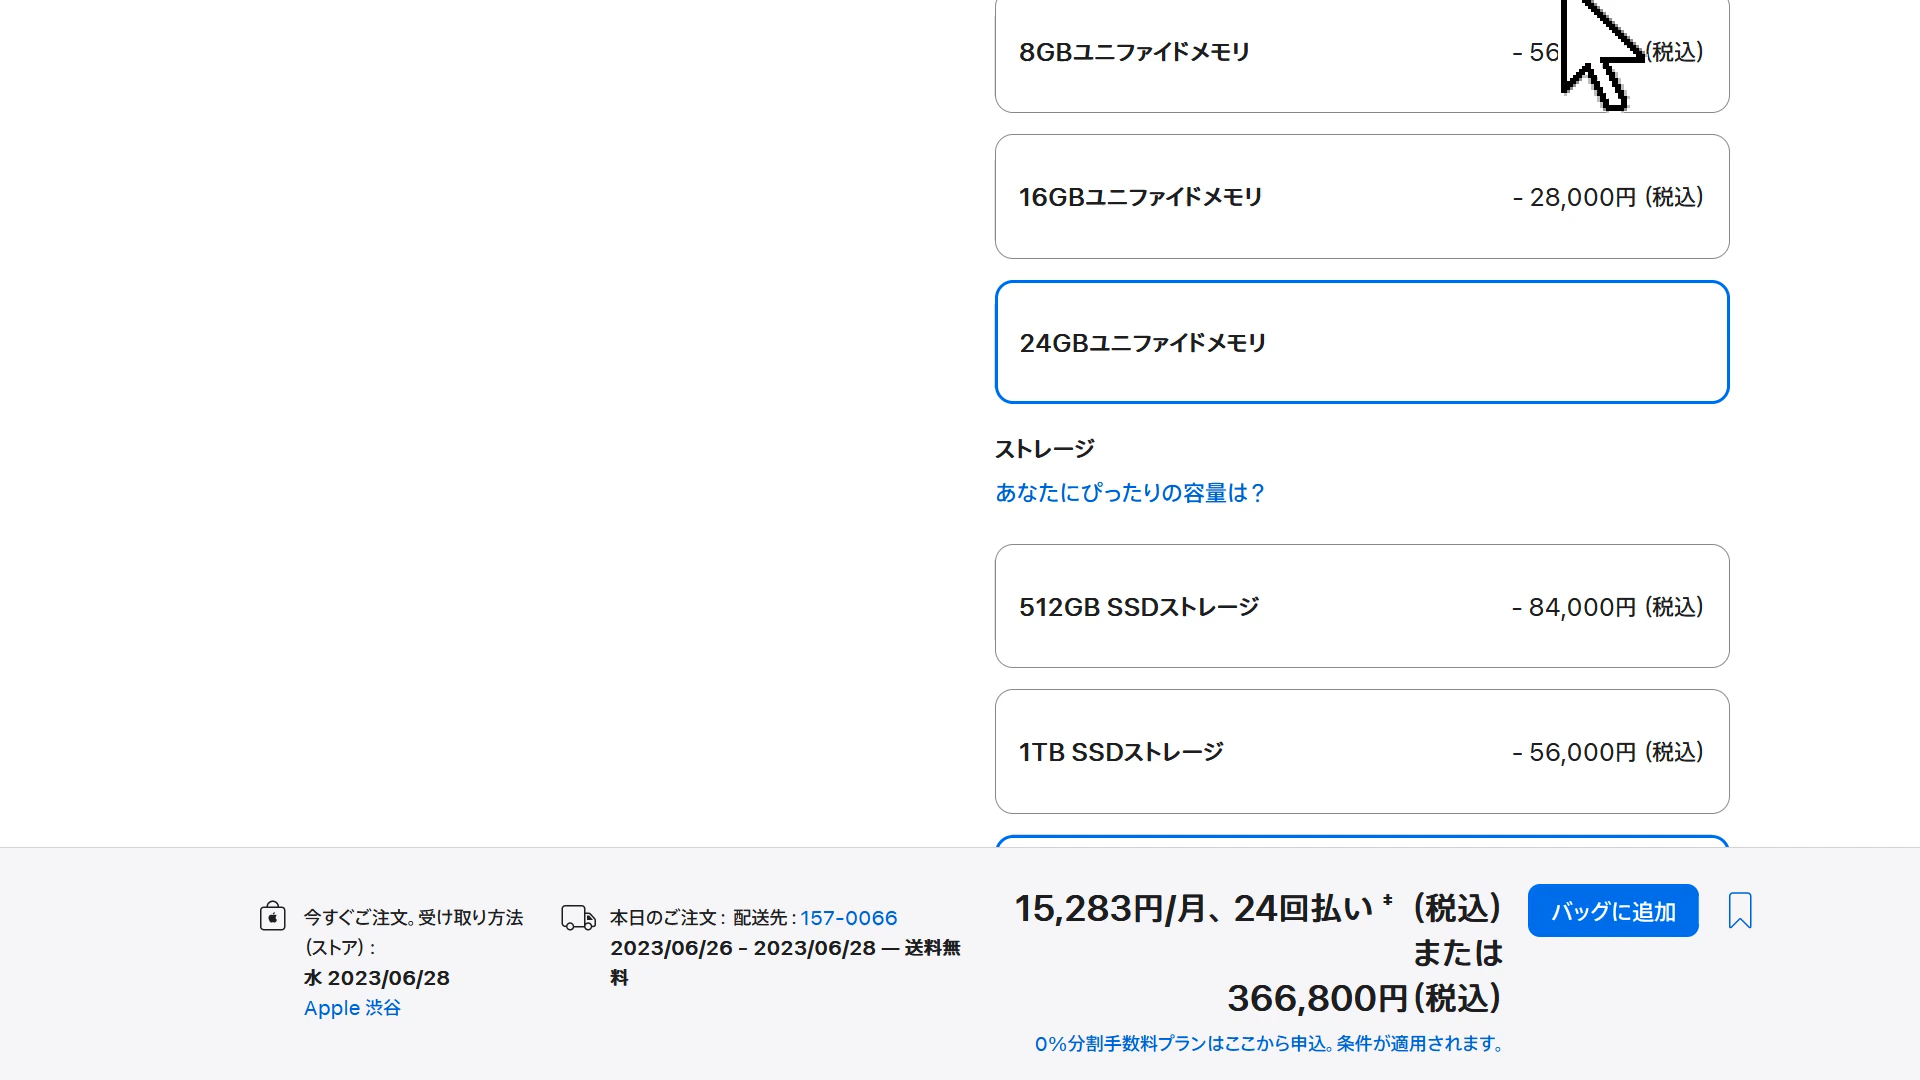 8GBユニファイドメモリ - 56 (税込)
16GBユニファイドメモリ - 28,000円 (税込)
24GBユニファイドメモリ
ストレージ
あなたにぴったりの容量は？
512GB SSDストレージ - 84,000円 (税込)
1TB SSDストレージ - 56,000円 (税込)
今すぐご注文。受け取り方法
(ストア) :
水 2023/06/28
Apple 渋谷
本日のご注文 : 配送先 : 157-0066
2023/06/26 – 2023/06/28 — 送料無
料
15,283円/月、24回払い ‡ (税込)
または
366,800円 (税込)
0%分割手数料プランはここから申込。条件が適用されます。
バッグに追加